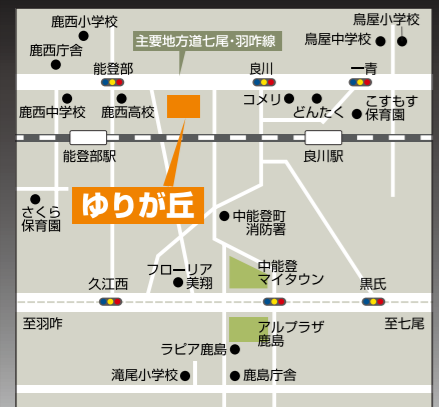 鹿西小学校
鳥屋小学校
鹿西庁舎
主要地方道七尾・羽咋線
鳥屋中学校
能登部
良川
一青
鹿西中学校
鹿西高校
コメリ
どんたく
こすもす
保育園
能登部駅
良川駅
ゆりが丘
さくら
保育園
中能登町
消防署
フローリア
美翔
中能登
マイタウン
久江西
黒氏
至羽咋
アルプラザ
鹿島
至七尾
ラピア鹿島
滝尾小学校
鹿島庁舎